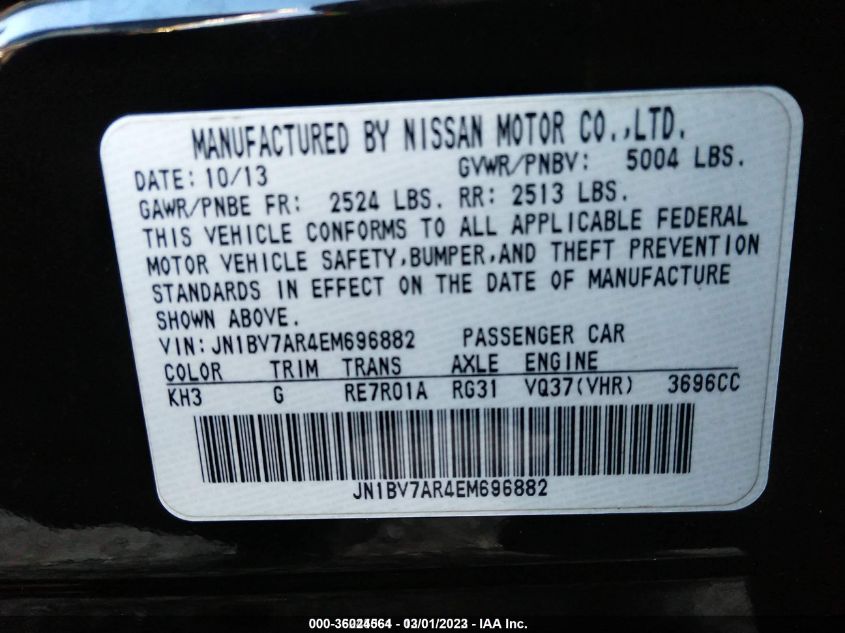 MANUFACTURED BY NISSAN MOTOR CO.,LTD.
DATE: 10/13 GVWR/PNBV: 5004 LBS.
GAWR/PNBE FR: 2524 LBS. RR: 2513 LBS.
THIS VEHICLE CONFORMS TO ALL APPLICABLE FEDERAL
MOTOR VEHICLE SAFETY,BUMPER,AND THEFT PREVENTION
STANDARDS IN EFFECT ON THE DATE OF MANUFACTURE
SHOWN ABOVE.
VIN:JN1BV7AR4EM696882 PASSENGER CAR
COLOR TRIM TRANS AXLE ENGINE
KH3 G RE7R01A RG31 VQ37(VHR) 3696CC
JN1BV7AR4EM696882
/01/2023 - IAA Inc.